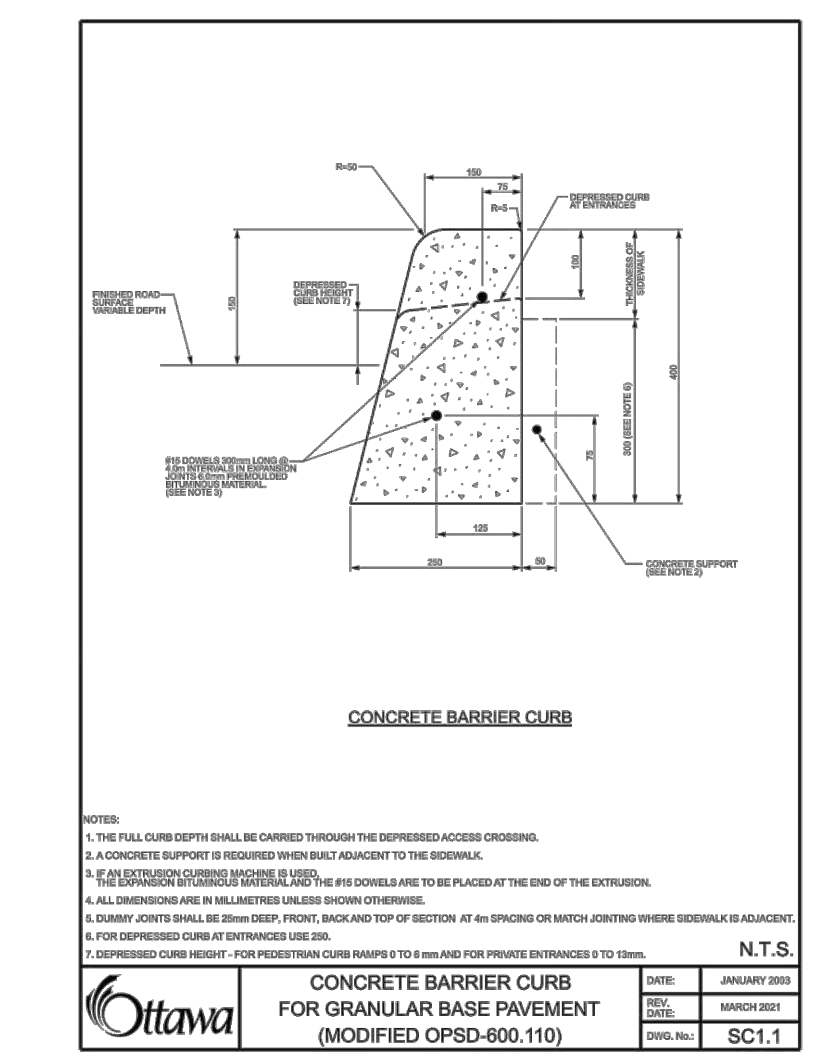 R=50
150
75
R=5
DEPRESSED CURB
AT ENTRANCES
150
DEPRESSED
CURB HEIGHT
(SEE NOTE 7)
100
THICKNESS OF
SIDEWALK
FINISHED ROAD
SURFACE
VARIABLE DEPTH
400
300 (SEE NOTE 6)
75
#15 DOWELS 300mm LONG @
4.0m INTERVALS IN EXPANSION
JOINTS 6.0mm PREMOULDED
BITUMINOUS MATERIAL.
(SEE NOTE 3)
125
250
50
CONCRETE SUPPORT
(SEE NOTE 2)
CONCRETE BARRIER CURB
NOTES:
1. THE FULL CURB DEPTH SHALL BE CARRIED THROUGH THE DEPRESSED ACCESS CROSSING.
2. A CONCRETE SUPPORT IS REQUIRED WHEN BUILT ADJACENT TO THE SIDEWALK.
3. IF AN EXTRUSION CURBING MACHINE IS USED,
THE EXPANSION BITUMINOUS MATERIAL AND THE #15 DOWELS ARE TO BE PLACED AT THE END OF THE EXTRUSION.
4. ALL DIMENSIONS ARE IN MILLIMETRES UNLESS SHOWN OTHERWISE.
5. DUMMY JOINTS SHALL BE 25mm DEEP, FRONT, BACK AND TOP OF SECTION AT 4m SPACING OR MATCH JOINTING WHERE SIDEWALK IS ADJACENT.
6. FOR DEPRESSED CURB AT ENTRANCES USE 250.
7. DEPRESSED CURB HEIGHT - FOR PEDESTRIAN CURB RAMPS 0 TO 6 mm AND FOR PRIVATE ENTRANCES 0 TO 13mm.
N.T.S.
Ottawa
CONCRETE BARRIER CURB
FOR GRANULAR BASE PAVEMENT
(MODIFIED OPSD-600.110)
DATE: JANUARY 2003
REV.
DATE: MARCH 2021
DWG. No.: SC1.1